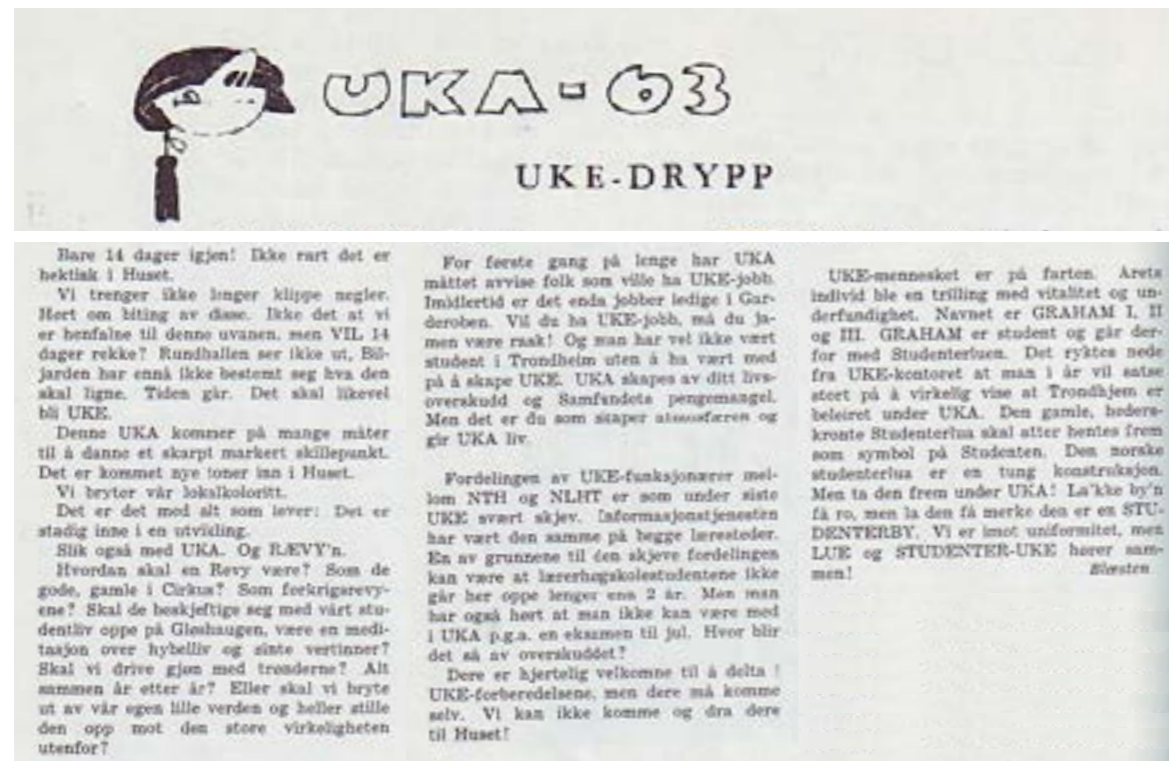 UKA-63
UKE-DRYPP
Bare 14 dager igjen! Ikke rart det er
hektisk i Huset.
Vi trenger ikke lenger klippe negler.
Hørt om biting av disse. Ikke det at vi
er henfalne til denne uvanen, men VIL 14
dager rekke? Rundhallen ser ikke ut, Bil-
jarden har ennå ikke bestemt seg hva den
skal ligne. Tiden går. Det skal likevel
bli UKE.
Denne UKA kommer på mange måter
til å danne et skarpt markert skillepunkt.
Det er kommet nye toner inn i Huset.
Vi bryter vår lokalkoloritt.
Det er det med alt som lever: Det er
stadig inne i en utvikling.
Slik også med UKA. Og RÆVY'n.
Hvordan skal en Revy være? Som de
gode, gamle i Cirkus? Som førkrigsrevy-
ene? Skal de beskjeftige seg med vårt stu-
dentliv oppe på Gløshaugen, være en medi-
tasjon over hybelliv og sinte vertinner?
Skal vi drive gjøn med trønderne? Alt
sammen år etter år? Eller skal vi bryte
ut av vår egen lille verden og heller stille
den opp mot den store virkeligheten
utenfor?
For første gang på lenge har UKA
måttet avvise folk som ville ha UKE-jobb.
Imidlertid er det enda jobber ledige i Gar-
deroben. Vil du ha UKE-jobb, må du ja-
men være rask! Og man har vel ikke vært
student i Trondheim uten å ha vært med
på å skape UKE. UKA skapes av ditt livs-
overskudd og Samfundets pengemangel.
Men det er du som skaper atmosfæren og
gir UKA liv.
Fordelingen av UKE-funksjonærer mel-
lom NTH og NLHT er som under siste
UKE svært skjev. Informasjonstjenesten
har vært den samme på begge læresteder.
En av grunnene til den skjeve fordelingen
kan være at lærerhøgskolestudentene ikke
går her oppe lenger enn 2 år. Men man
har også hørt at man ikke kan være med
i UKA p.g.a. en eksamen til jul. Hvor blir
det så av overskuddet?
Dere er hjertelig velkomne til å delta i
UKE-forberedelsene, men dere må komme
selv. Vi kan ikke komme og dra dere
til Huset!
UKE-mennesket er på farten. Årets
individ ble en trilling med vitalitet og un-
derfundighet. Navnet er GRAHAM I, II
og III. GRAHAM er student og går der-
for med Studenterluen. Det ryktes nede
fra UKE-kontoret at man i år vil satse
stort på å virkelig vise at Trondhjem er
beleiret under UKA. Den gamle, heders-
kronte Studenterlua skal atter hentes frem
som symbol på Studenten. Den norske
studenterlua er en tung konstruksjon.
Men ta den frem under UKA! La'kke by'n
få ro, men la den få merke den er en STU-
DENTERBY. Vi er imot uniformitet, men
LUE og STUDENTER-UKE hører sam-
men!
Blæsten